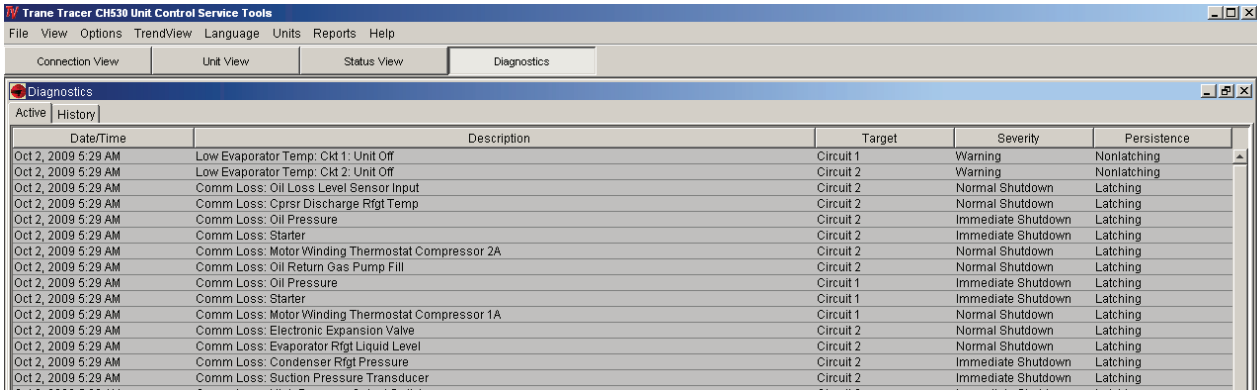 Trane Tracer CH530 Unit Control Service Tools
File View Options TrendView Language Units Reports Help
Connection View Unit View Status View Diagnostics
Diagnostics
Active History
Date/Time Description Target Severity Persistence
Oct 2, 2009 5:29 AM Low Evaporator Temp: Ckt 1: Unit Off Circuit 1 Warning Nonlatching
Oct 2, 2009 5:29 AM Low Evaporator Temp: Ckt 2: Unit Off Circuit 2 Warning Nonlatching
Oct 2, 2009 5:29 AM Comm Loss: Oil Loss Level Sensor Input Circuit 2 Normal Shutdown Latching
Oct 2, 2009 5:29 AM Comm Loss: Cprsr Discharge Rfgt Temp Circuit 2 Normal Shutdown Latching
Oct 2, 2009 5:29 AM Comm Loss: Oil Pressure Circuit 2 Immediate Shutdown Latching
Oct 2, 2009 5:29 AM Comm Loss: Starter Circuit 2 Immediate Shutdown Latching
Oct 2, 2009 5:29 AM Comm Loss: Motor Winding Thermostat Compressor 2A Circuit 2 Normal Shutdown Latching
Oct 2, 2009 5:29 AM Comm Loss: Oil Return Gas Pump Fill Circuit 2 Normal Shutdown Latching
Oct 2, 2009 5:29 AM Comm Loss: Oil Pressure Circuit 1 Immediate Shutdown Latching
Oct 2, 2009 5:29 AM Comm Loss: Starter Circuit 1 Immediate Shutdown Latching
Oct 2, 2009 5:29 AM Comm Loss: Motor Winding Thermostat Compressor 1A Circuit 1 Normal Shutdown Latching
Oct 2, 2009 5:29 AM Comm Loss: Electronic Expansion Valve Circuit 2 Normal Shutdown Latching
Oct 2, 2009 5:29 AM Comm Loss: Evaporator Rfgt Liquid Level Circuit 2 Normal Shutdown Latching
Oct 2, 2009 5:29 AM Comm Loss: Condenser Rfgt Pressure Circuit 2 Immediate Shutdown Latching
Oct 2, 2009 5:29 AM Comm Loss: Suction Pressure Transducer Circuit 2 Immediate Shutdown Latching